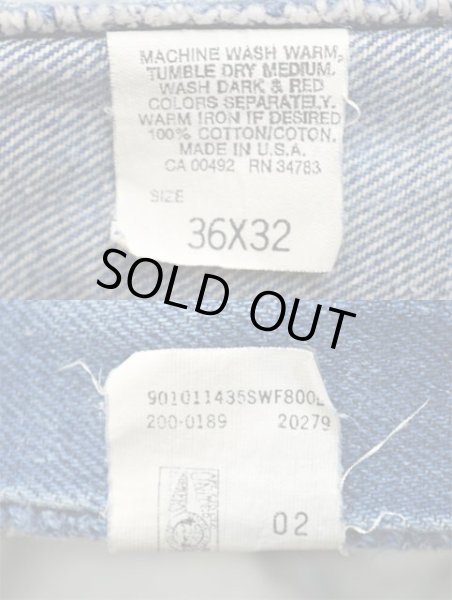 MACHINE WASH WARM,
TUMBLE DRY MEDIUM.
WASH DARK & RED
COLORS SEPARATELY.
WARM IRON IF DESIRED
100% COTTON/COTON.
MADE IN U.S.A.
CA 00492 RN 34783
SIZE
36X32
SOLD OUT
901011435SWF800
200-0189 20279
02